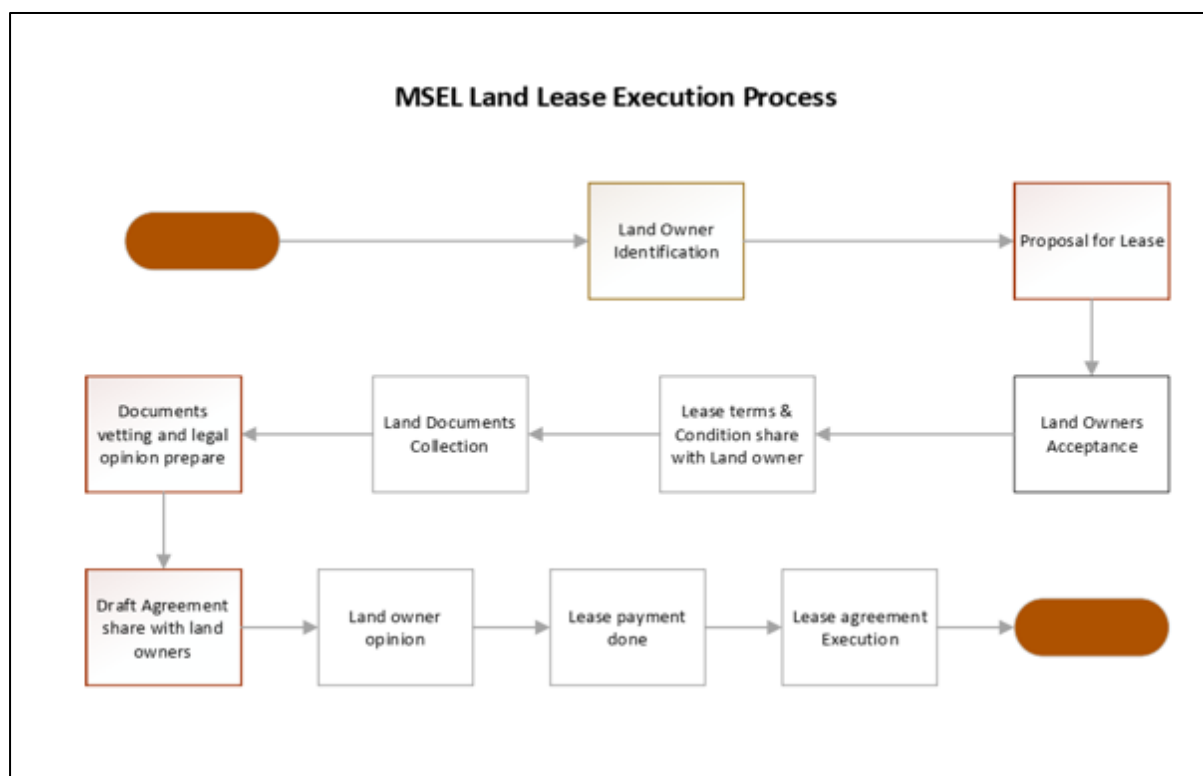 MSEL Land Lease Execution Process
Land Owner
Identification
Proposal for Lease
Land Owners
Acceptance
Lease terms &
Condition share
with Land owner
Land Documents
Collection
Documents
vetting and legal
opinion prepare
Draft Agreement
share with land
owners
Land owner
opinion
Lease payment
done
Lease agreement
Execution